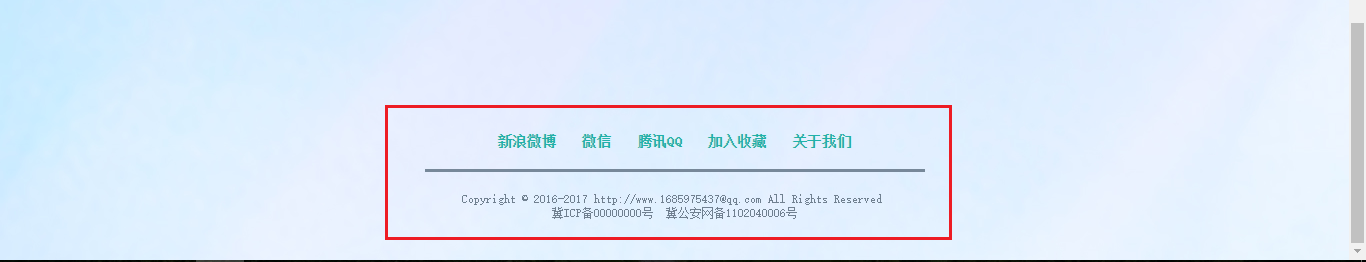 新浪微博 微信 腾讯QQ 加入收藏 关于我们
Copyright © 2016-2017 http://www.1685975437@qq.com All Rights Reserved
冀ICP备00000000号 冀公安网备1102040006号